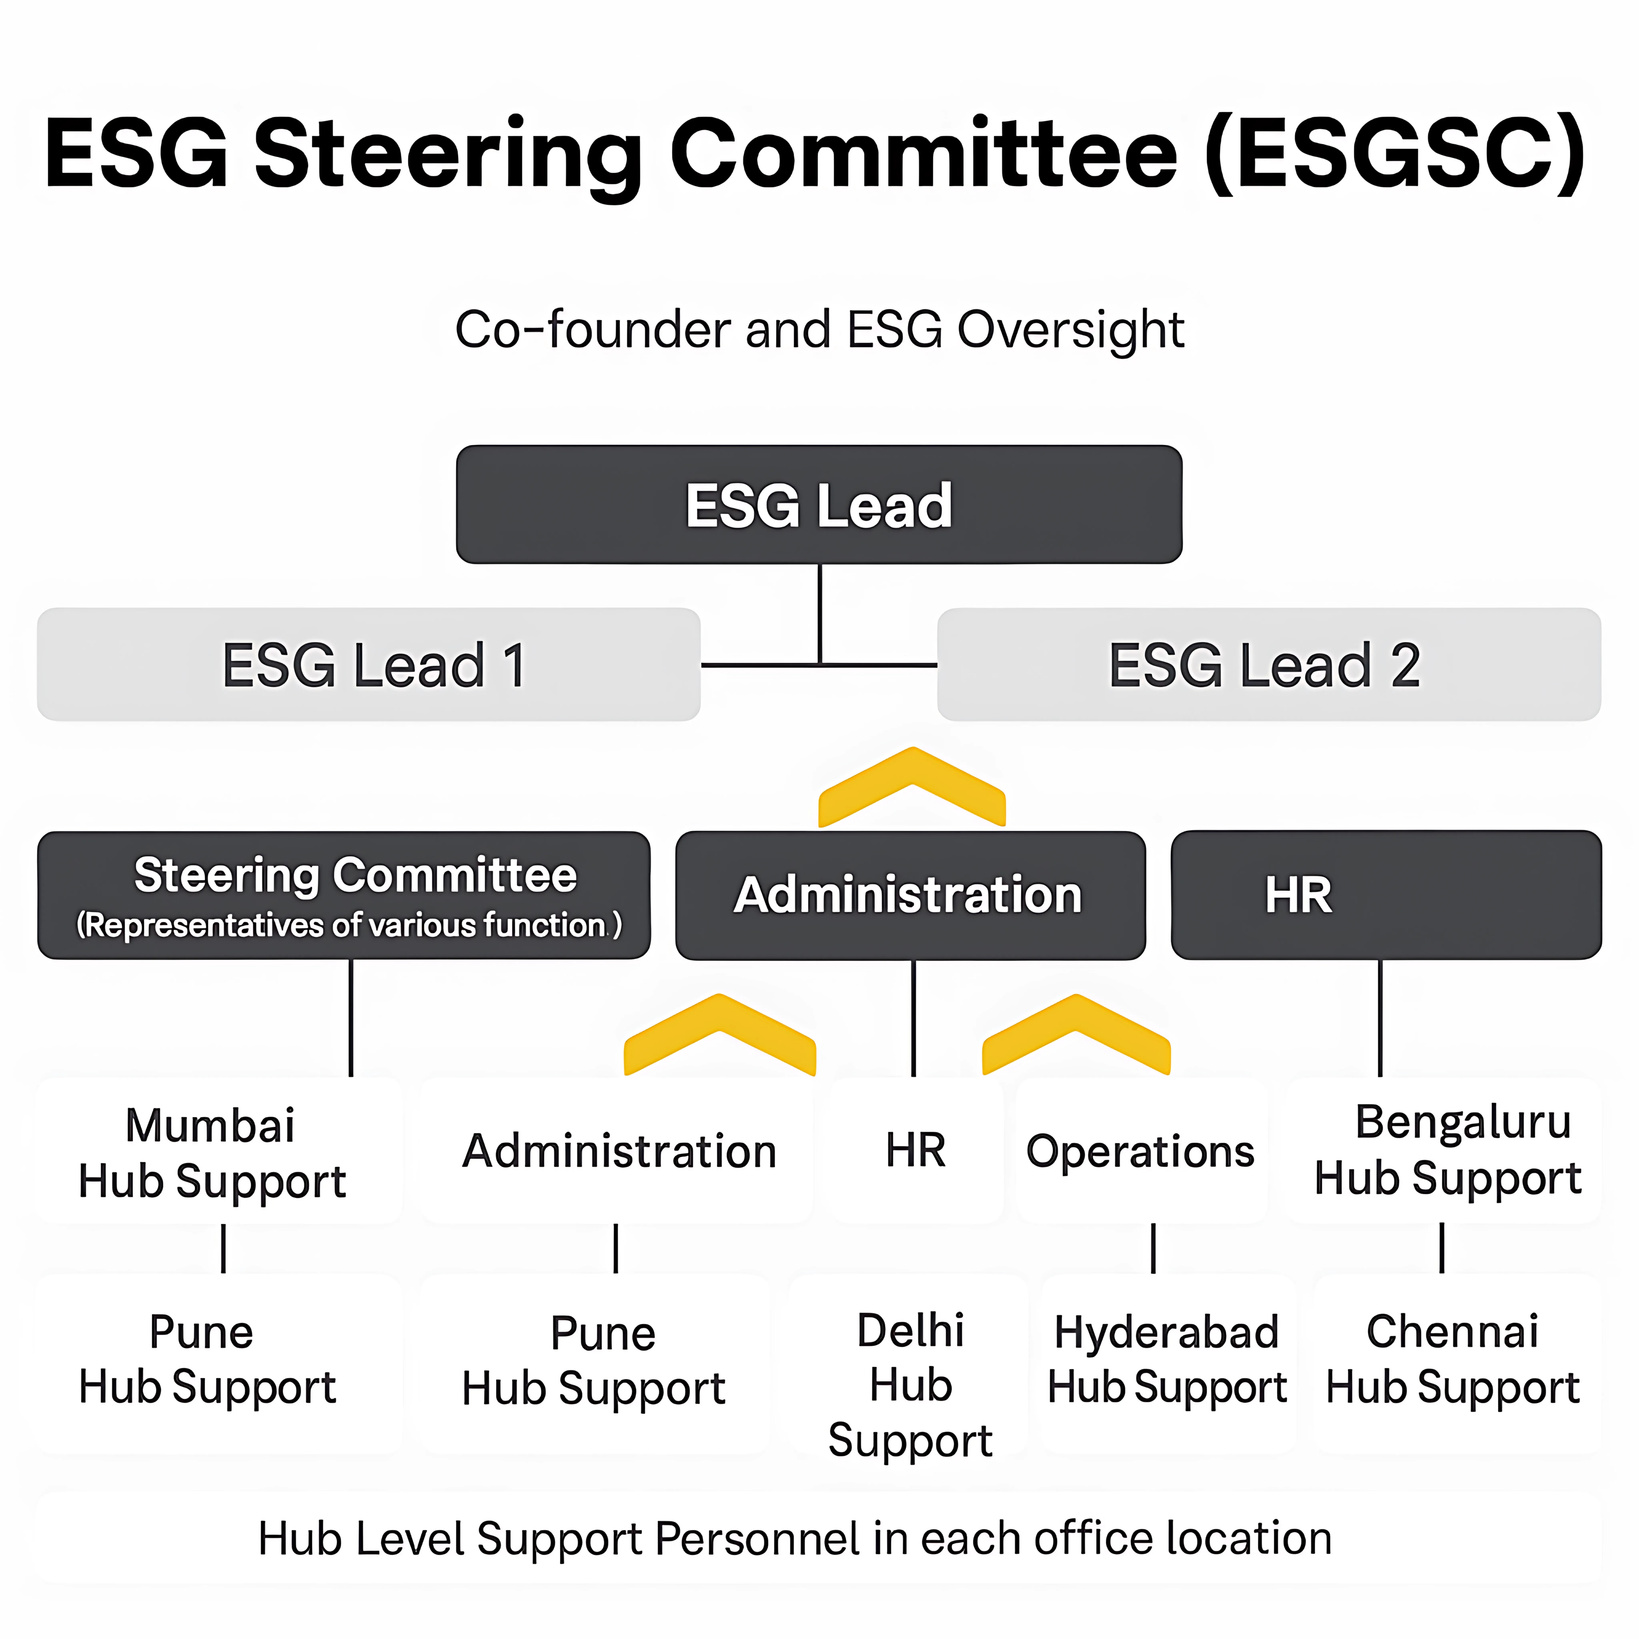 ESG Steering Committee (ESGSC)
Co-founder and ESG Oversight
ESG Lead
ESG Lead 1
ESG Lead 2
Steering Committee
(Representatives of various function.)
Administration
HR
Mumbai
Hub Support
Administration
HR
Operations
Bengaluru
Hub Support
Pune
Hub Support
Pune
Hub Support
Delhi
Hub
Support
Hyderabad
Hub Support
Chennai
Hub Support
Hub Level Support Personnel in each office location